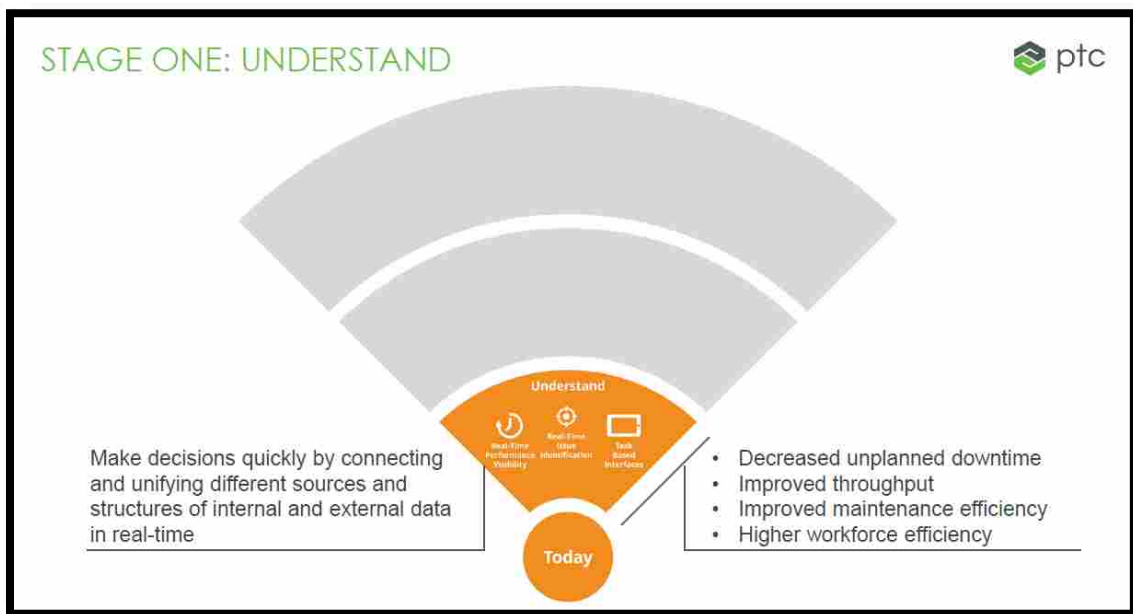 STAGE ONE: UNDERSTAND
ptc
Understand
Real-Time
Performance
Visibility
Real-Time
Issue
Identification
Task
Based
Interfaces
Make decisions quickly by connecting
and unifying different sources and
structures of internal and external data
in real-time
• Decreased unplanned downtime
• Improved throughput
• Improved maintenance efficiency
• Higher workforce efficiency
Today